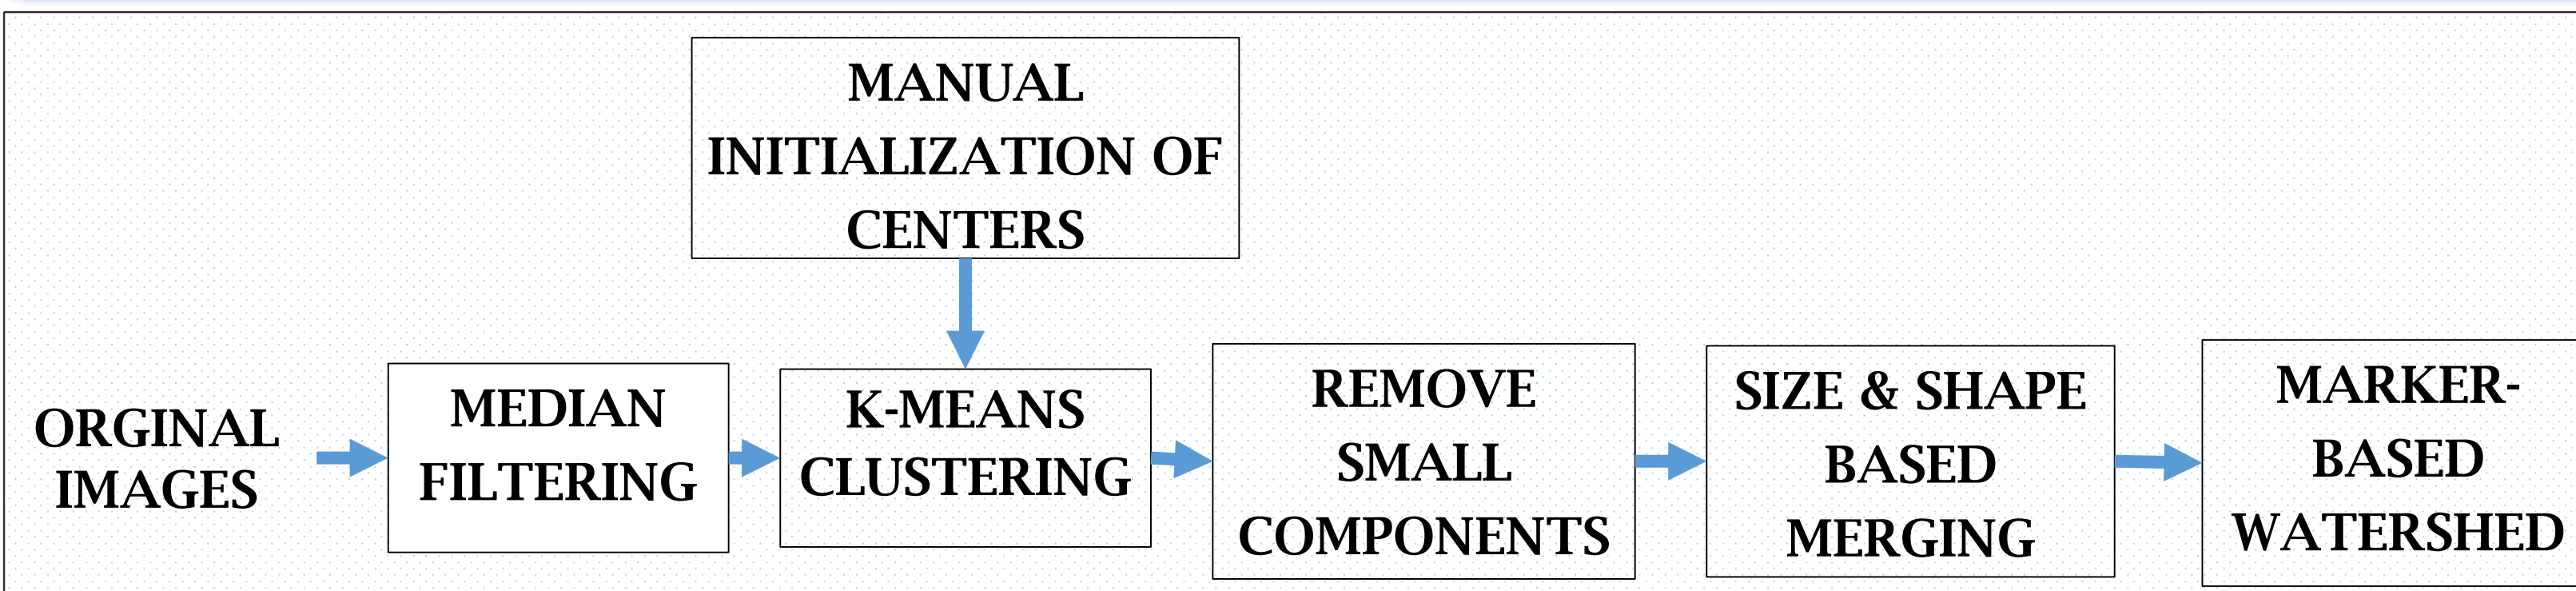 MANUAL
INITIALIZATION OF
CENTERS
ORGINAL
IMAGES
MEDIAN
FILTERING
K-MEANS
CLUSTERING
REMOVE
SMALL
COMPONENTS
SIZE & SHAPE
BASED
MERGING
MARKER-
BASED
WATERSHED